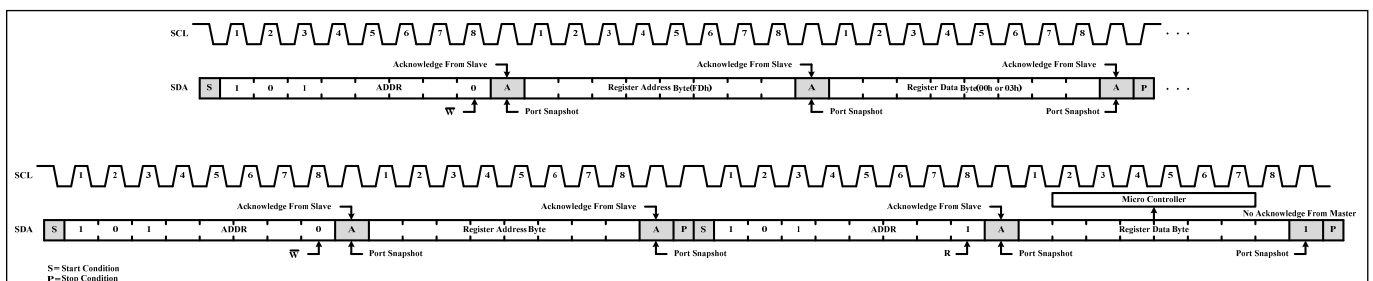 SCL 1 2 3 4 5 6 7 8 1 2 3 4 5 6 7 8 1 2 3 4 5 6 7 8 . . .
Acknowledge From Slave Acknowledge From Slave Acknowledge From Slave
SDA S 1 0 1 ADDR 0 A Register Address Byte(FDh) A Register Data Byte(00h or 03h) A P . . .
W Port Snapshot Port Snapshot Port Snapshot
SCL 1 2 3 4 5 6 7 8 1 2 3 4 5 6 7 8 1 2 3 4 5 6 7 8 1 2 3 4 5 6 7 8
Micro Controller
Acknowledge From Slave Acknowledge From Slave Acknowledge From Slave No Acknowledge From Master
SDA S 1 0 1 ADDR 0 A Register Address Byte A P S 1 0 1 ADDR 1 A Register Data Byte 1 P
W Port Snapshot Port Snapshot R Port Snapshot Port Snapshot
S=Start Condition
P=Stop Condition